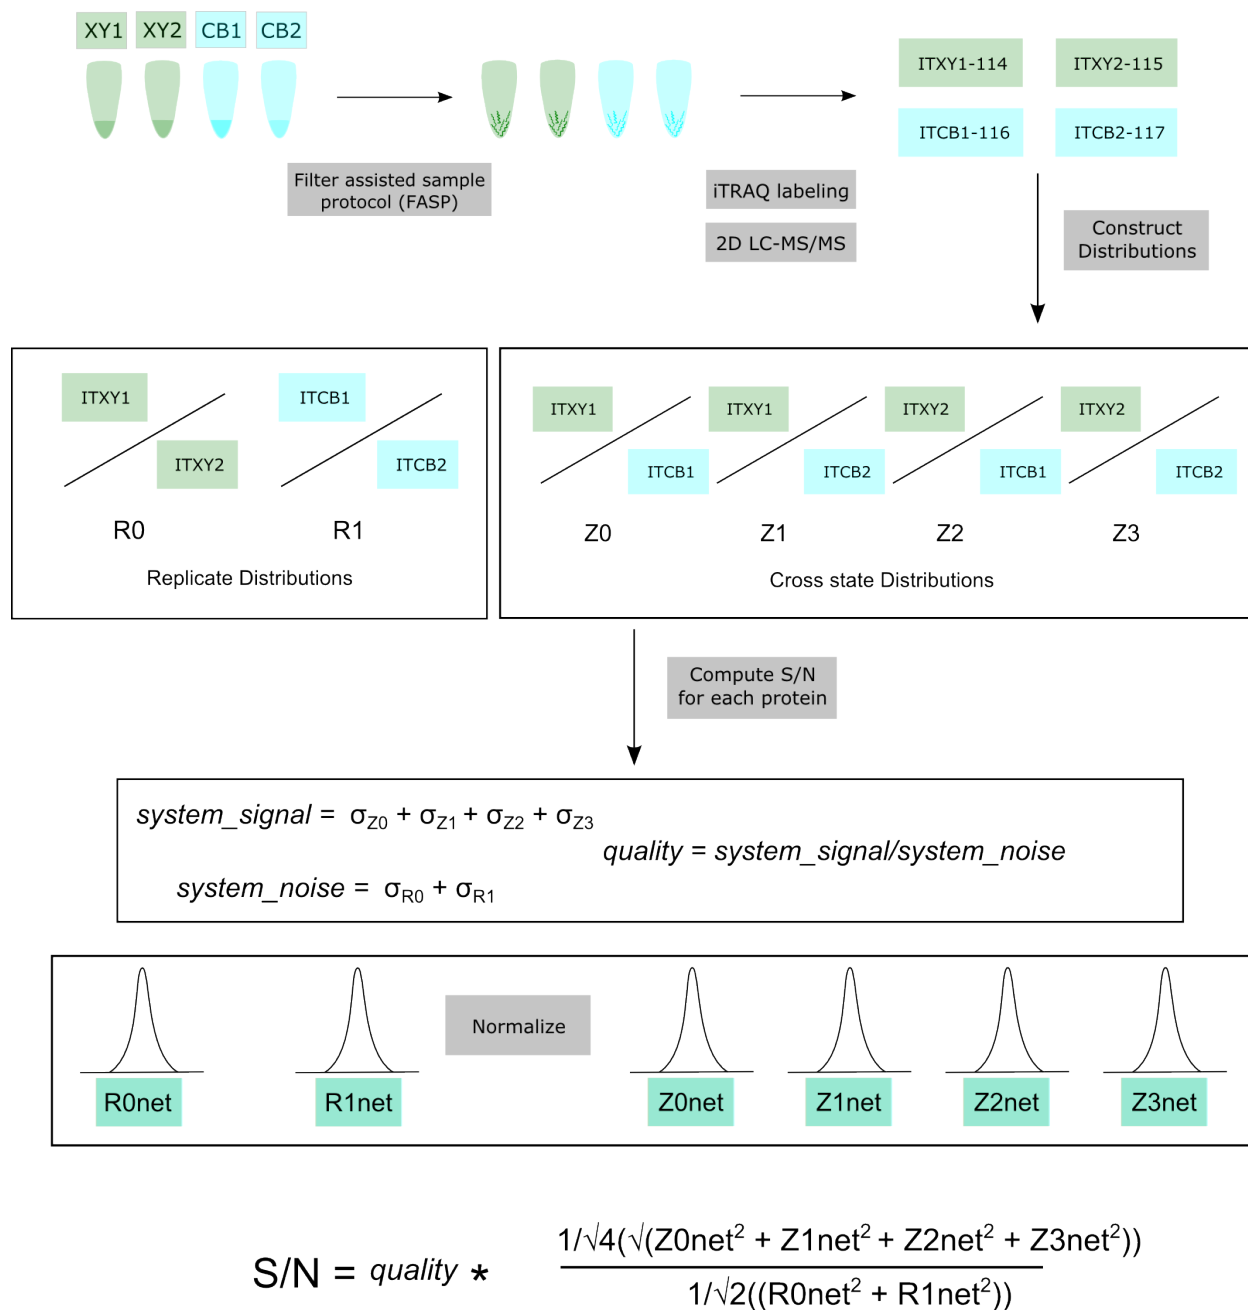 XY1 XY2 CB1 CB2
Filter assisted sample
protocol (FASP)
iTRAQ labeling
2D LC-MS/MS
ITXY1-114 ITXY2-115
ITCB1-116 ITCB2-117
Construct
Distributions
ITXY1
ITXY2
R0
ITCB1
ITCB2
R1
Replicate Distributions
ITXY1
ITCB1
Z0
ITXY1
ITCB2
Z1
ITXY2
ITCB1
Z2
ITXY2
ITCB2
Z3
Cross state Distributions
Compute S/N
for each protein
system_signal = σZ0 + σZ1 + σZ2 + σZ3
quality = system_signal/system_noise
system_noise = σR0 + σR1
Normalize
R0net R1net Z0net Z1net Z2net Z3net
S/N = quality *
1/√4(√(Z0net² + Z1net² + Z2net² + Z3net²))
1/√2((R0net² + R1net²))